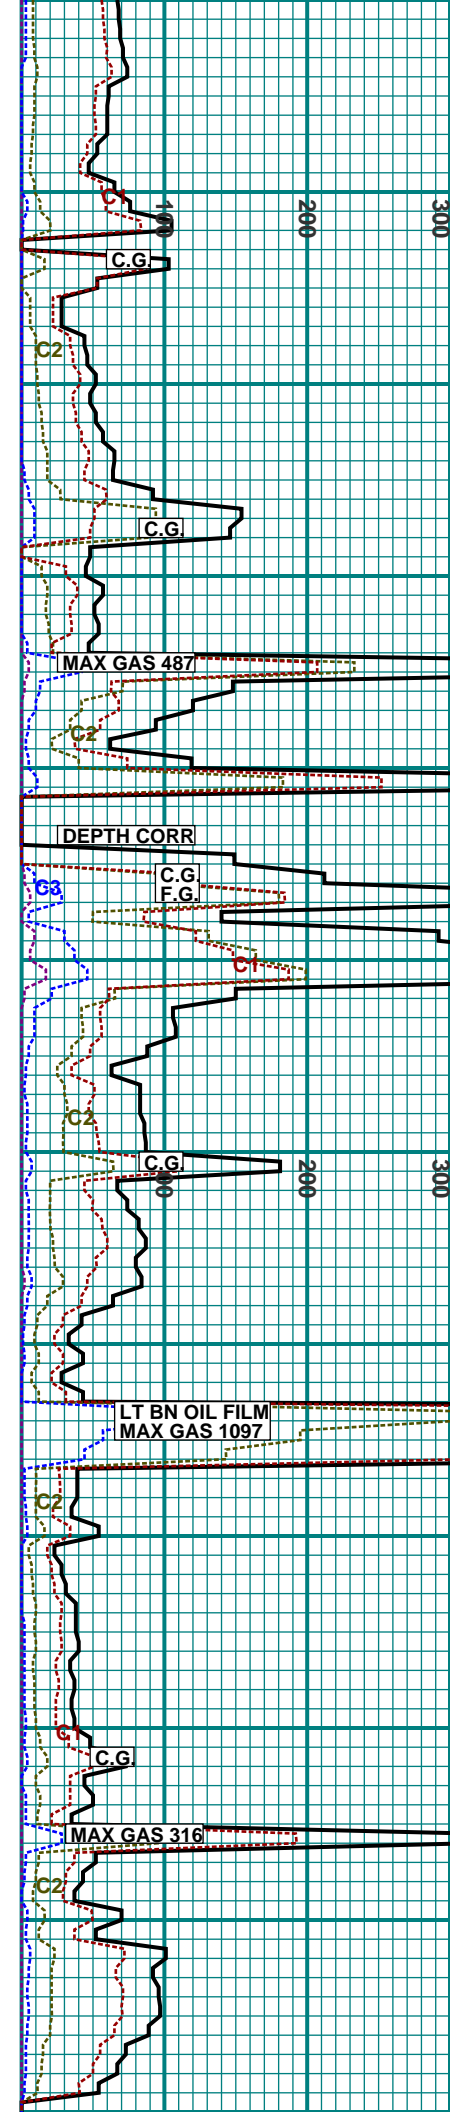 C1
100
200
300
C.G.
C2
C.G.
MAX GAS 487
C2
DEPTH CORR
C.G.
F.G.
C3
C1
C2
C.G.
100
200
300
LT BN OIL FILM
MAX GAS 1097
C2
C1
C.G.
MAX GAS 316
C2